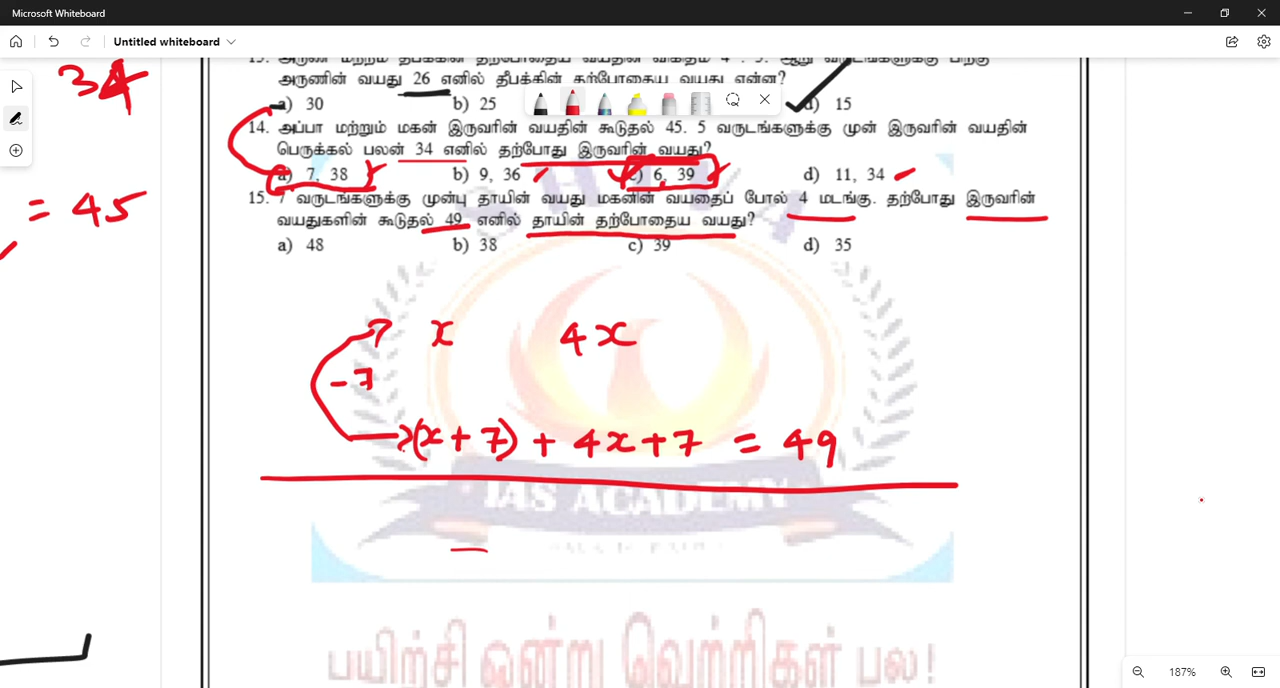 Microsoft Whiteboard
Untitled whiteboard
34
= 45
அருணின் வயது 26 எனில் தீபக்கின் தற்போதைய வயது என்ன?
a) 30 b) 25 d) 15
14. அப்பா மற்றும் மகன் இருவரின் வயதின் கூடுதல் 45. 5 வருடங்களுக்கு முன் இருவரின் வயதின்
பெருக்கல் பலன் 34 எனில் தற்போது இருவரின் வயது?
a) 7, 38 b) 9, 36 c) 6, 39 d) 11, 34
15. 7 வருடங்களுக்கு முன்பு தாயின் வயது மகனின் வயதைப் போல் 4 மடங்கு. தற்போது இருவரின்
வயதுகளின் கூடுதல் 49 எனில் தாயின் தற்போதைய வயது?
a) 48 b) 38 c) 39 d) 35
x 4x
-7
(x+7) + 4x+7 = 49
IAS ACADEMY
பயிற்சி ஒன்று வெற்றிகள் பல!
187%